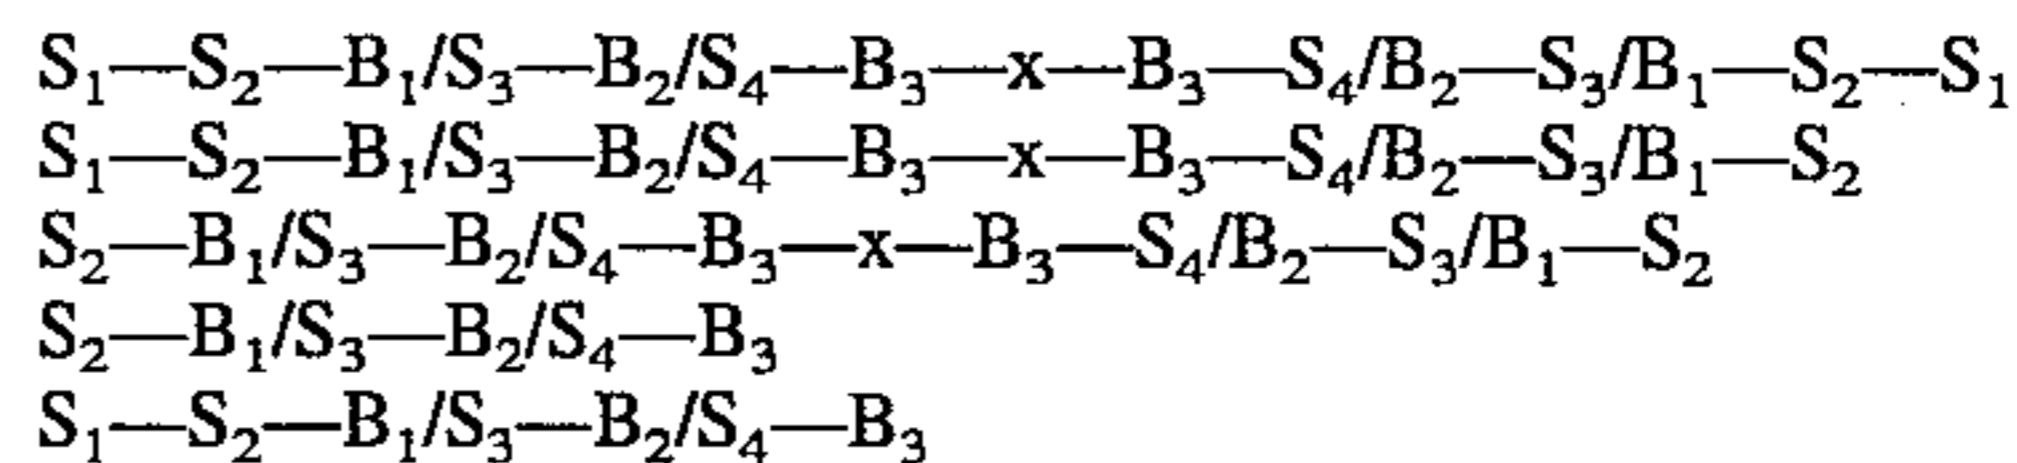 S₁—S₂—B₁/S₃—B₂/S₄—B₃—x—B₃—S₄/B₂—S₃/B₁—S₂—S₁
S₁—S₂—B₁/S₃—B₂/S₄—B₃—x—B₃—S₄/B₂—S₃/B₁—S₂
S₂—B₁/S₃—B₂/S₄—B₃—x—B₃—S₄/B₂—S₃/B₁—S₂
S₂—B₁/S₃—B₂/S₄—B₃
S₁—S₂—B₁/S₃—B₂/S₄—B₃